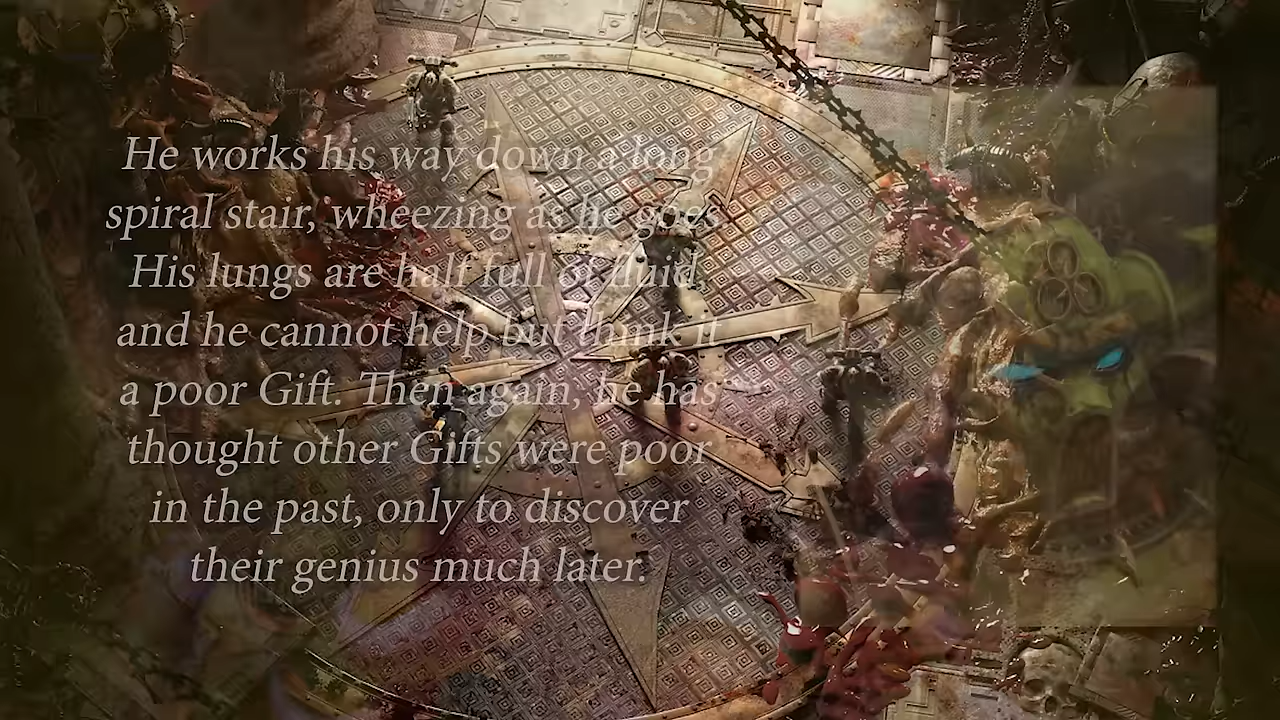 He works his way down a long
spiral stair, wheezing as he goes
His lungs are half full of fluid,
and he cannot help but think it
a poor Gift. Then again, he has
thought other Gifts were poor
in the past, only to discover
their genius much later.